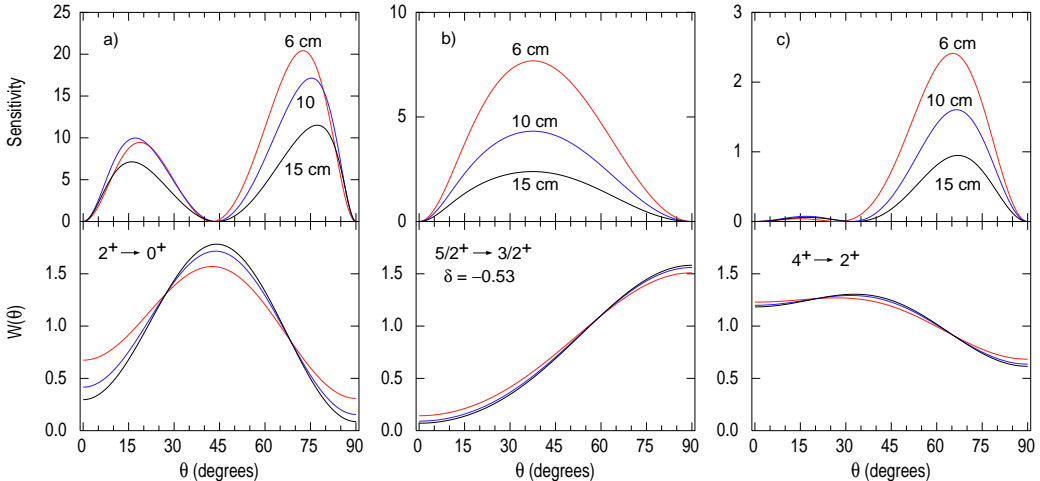 25
20
15
10
5
0
Sensitivity
a)
6 cm
10
15 cm
10
5
0
b)
6 cm
10 cm
15 cm
3
2
1
0
c)
6 cm
10 cm
15 cm
1.5
1.0
0.5
0.0
W(θ)
2⁺ → 0⁺
0 15 30 45 60 75 90
θ (degrees)
1.5
1.0
0.5
0.0
5/2⁺ → 3/2⁺
δ = −0.53
0 15 30 45 60 75 90
θ (degrees)
1.5
1.0
0.5
0.0
4⁺ → 2⁺
0 15 30 45 60 75 90
θ (degrees)